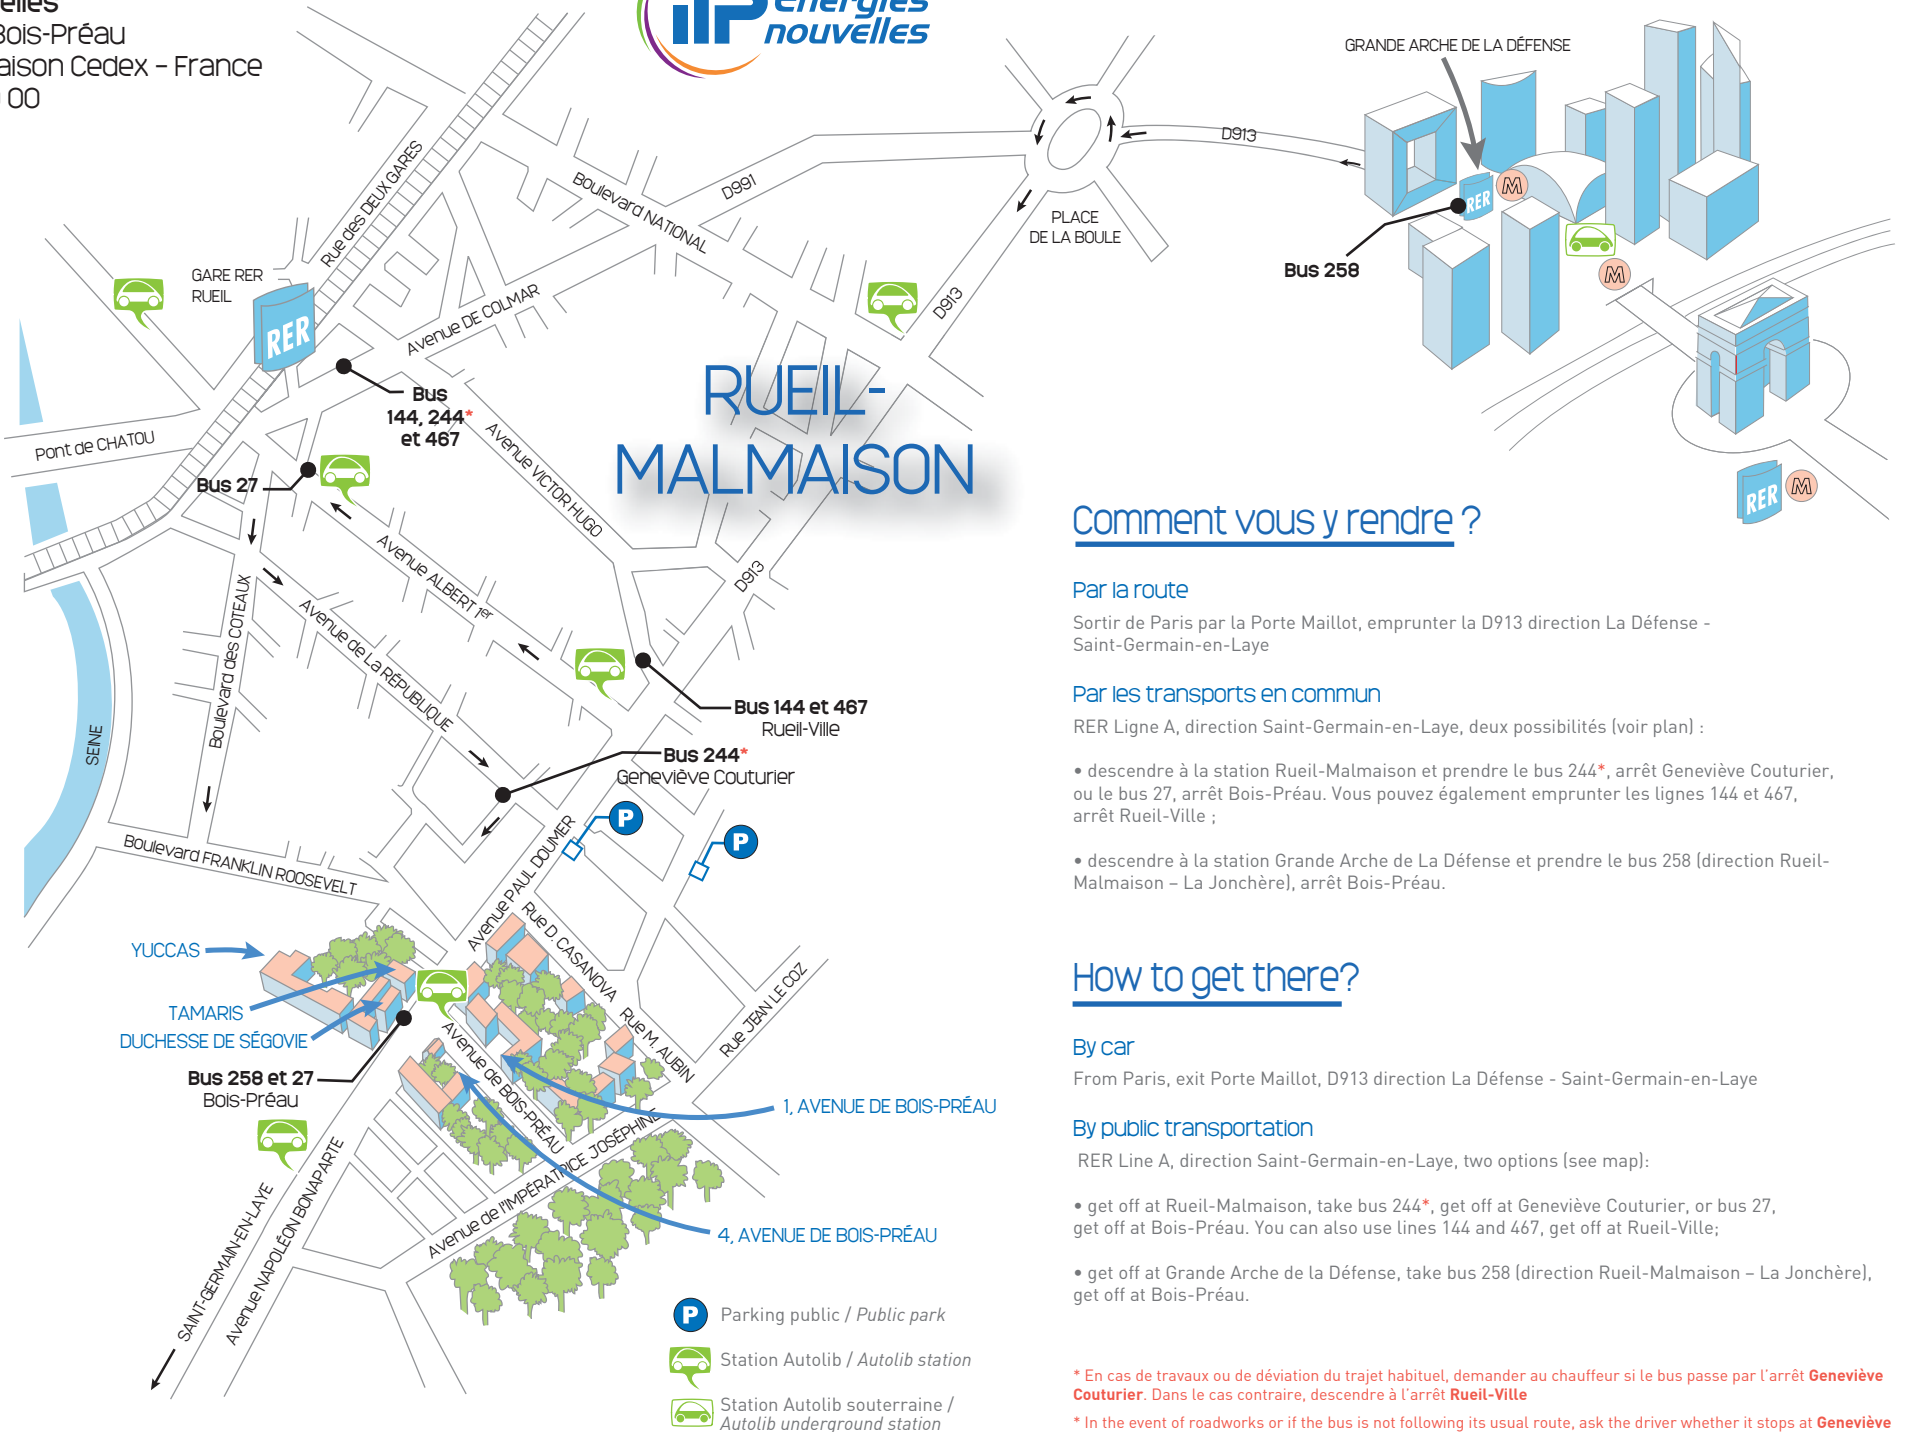 Bois-Préau
aison Cedex – France
00
énergies
nouvelles
GRANDE ARCHE DE LA DÉFENSE
D913
RER
M
Bus 258
M
RER
M
PLACE
DE LA BOULE
D991
Boulevard NATIONAL
Rue des DEUX GARES
GARE RER
RUEIL
RER
Avenue DE COLMAR
D913
Bus
144, 244*
et 467
RUEIL-
MALMAISON
Pont de CHATOU
Bus 27
Avenue VICTOR HUGO
Avenue ALBERT 1er
D913
Avenue de La RÉPUBLIQUE
Boulevard des COTEAUX
SEINE
Bus 144 et 467
Rueil-Ville
Bus 244*
Geneviève Couturier
P
P
Avenue PAUL DOUMER
Boulevard FRANKLIN ROOSEVELT
Rue D. CASANOVA
YUCCAS
TAMARIS
DUCHESSE DE SÉGOVIE
Rue M. AUBIN
Rue JEAN LE COZ
Bus 258 et 27
Bois-Préau
Avenue de BOIS-PRÉAU
1, AVENUE DE BOIS-PRÉAU
Avenue de l'IMPÉRATRICE JOSÉPHINE
4, AVENUE DE BOIS-PRÉAU
SAINT-GERMAIN-EN-LAYE
Avenue NAPOLÉON BONAPARTE
P Parking public / Public park
Station Autolib / Autolib station
Station Autolib souterraine /
Autolib underground station
Comment vous y rendre ?
Par la route
Sortir de Paris par la Porte Maillot, emprunter la D913 direction La Défense -
Saint-Germain-en-Laye
Par les transports en commun
RER Ligne A, direction Saint-Germain-en-Laye, deux possibilités (voir plan) :
• descendre à la station Rueil-Malmaison et prendre le bus 244*, arrêt Geneviève Couturier,
ou le bus 27, arrêt Bois-Préau. Vous pouvez également emprunter les lignes 144 et 467,
arrêt Rueil-Ville ;
• descendre à la station Grande Arche de La Défense et prendre le bus 258 (direction Rueil-
Malmaison – La Jonchère), arrêt Bois-Préau.
How to get there?
By car
From Paris, exit Porte Maillot, D913 direction La Défense - Saint-Germain-en-Laye
By public transportation
RER Line A, direction Saint-Germain-en-Laye, two options (see map):
• get off at Rueil-Malmaison, take bus 244*, get off at Geneviève Couturier, or bus 27,
get off at Bois-Préau. You can also use lines 144 and 467, get off at Rueil-Ville;
• get off at Grande Arche de la Défense, take bus 258 (direction Rueil-Malmaison – La Jonchère),
get off at Bois-Préau.
* En cas de travaux ou de déviation du trajet habituel, demander au chauffeur si le bus passe par l'arrêt Geneviève
Couturier. Dans le cas contraire, descendre à l'arrêt Rueil-Ville
* In the event of roadworks or if the bus is not following its usual route, ask the driver whether it stops at Geneviève